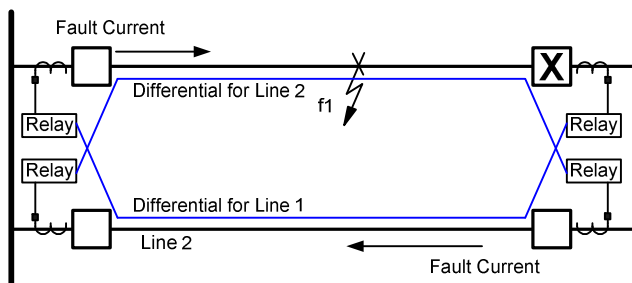 Fault Current
X
Differential for Line 2
f1
Relay
Relay
Relay
Relay
Differential for Line 1
Line 2
Fault Current